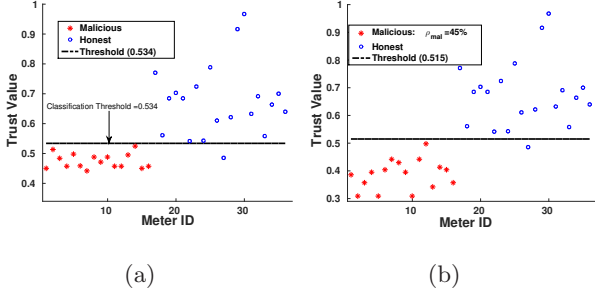 1
0.9
0.8
0.7
0.6
0.5
0.4
Trust Value
Malicious
Honest
Threshold (0.534)
Classification Threshold =0.534
0 10 20 30
Meter ID
(a)
1
0.9
0.8
0.7
0.6
0.5
0.4
0.3
Trust Value
Malicious: ρmal =45%
Honest
Threshold (0.515)
0 10 20 30
Meter ID
(b)